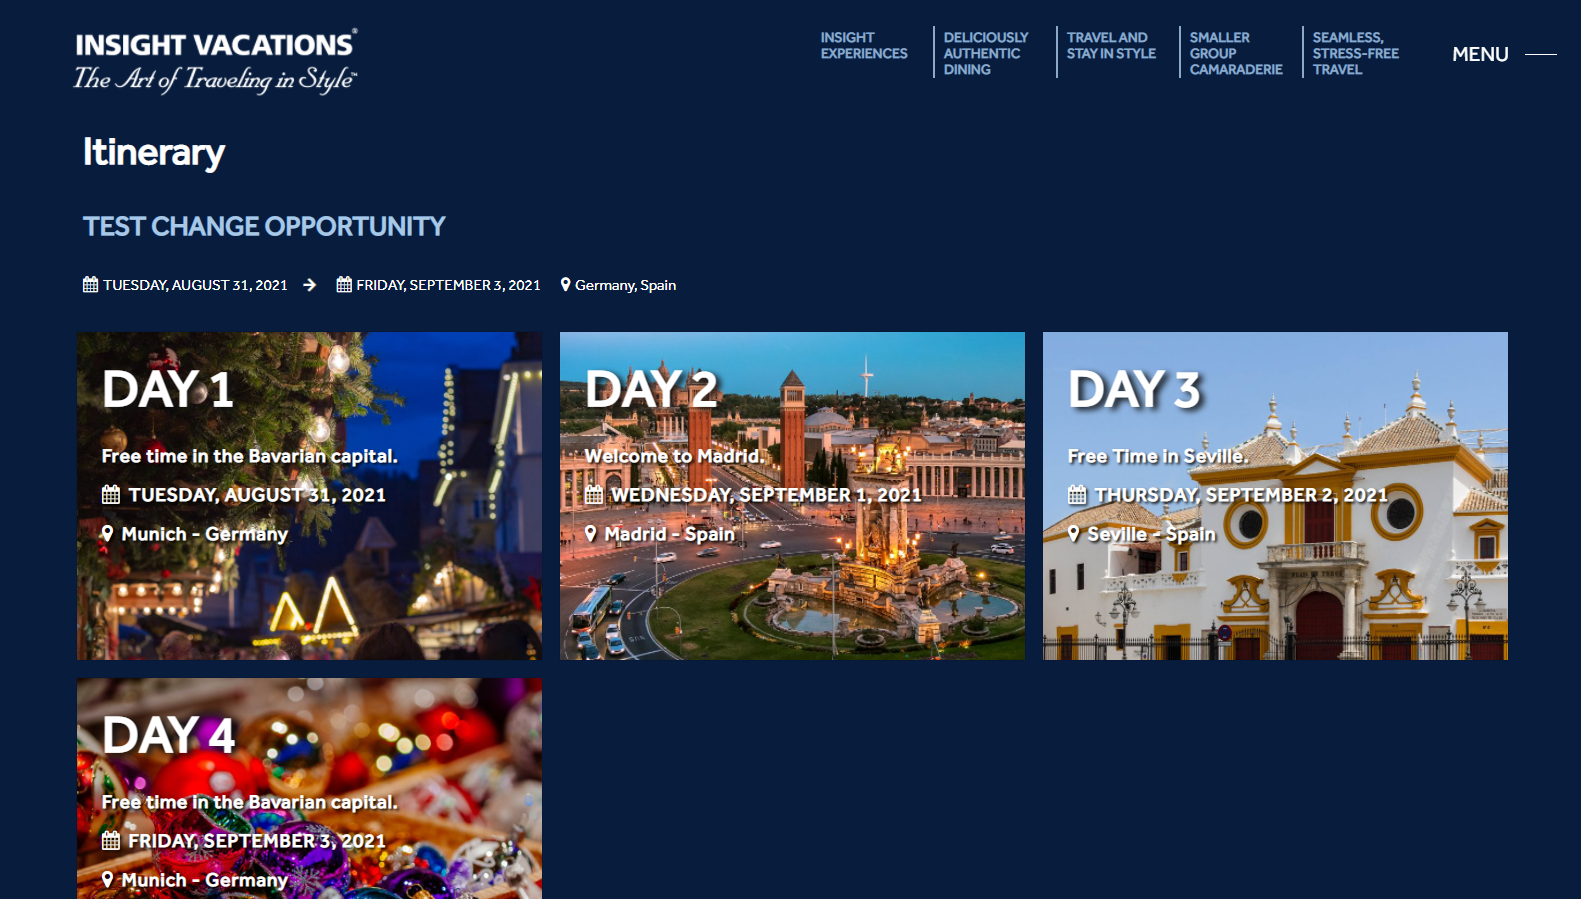 INSIGHT VACATIONS®
The Art of Traveling in Style™
INSIGHT
EXPERIENCES
DELICIOUSLY
AUTHENTIC
DINING
TRAVEL AND
STAY IN STYLE
SMALLER
GROUP
CAMARADERIE
SEAMLESS,
STRESS-FREE
TRAVEL
MENU
Itinerary
TEST CHANGE OPPORTUNITY
TUESDAY, AUGUST 31, 2021 → FRIDAY, SEPTEMBER 3, 2021 Germany, Spain
DAY 1
Free time in the Bavarian capital.
TUESDAY, AUGUST 31, 2021
Munich - Germany
DAY 2
Welcome to Madrid.
WEDNESDAY, SEPTEMBER 1, 2021
Madrid - Spain
DAY 3
Free Time in Seville.
THURSDAY, SEPTEMBER 2, 2021
Seville - Spain
DAY 4
Free time in the Bavarian capital.
FRIDAY, SEPTEMBER 3, 2021
Munich - Germany